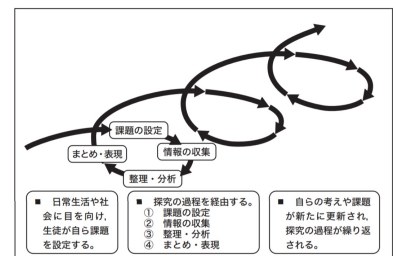 課題の設定
まとめ・表現
情報の収集
整理・分析
■ 日常生活や社
会に目を向け，
生徒が自ら課題
を設定する。
■ 探究の過程を経由する。
① 課題の設定
② 情報の収集
③ 整理・分析
④ まとめ・表現
■ 自らの考えや課題
が新たに更新され，
探究の過程が繰り返
される。